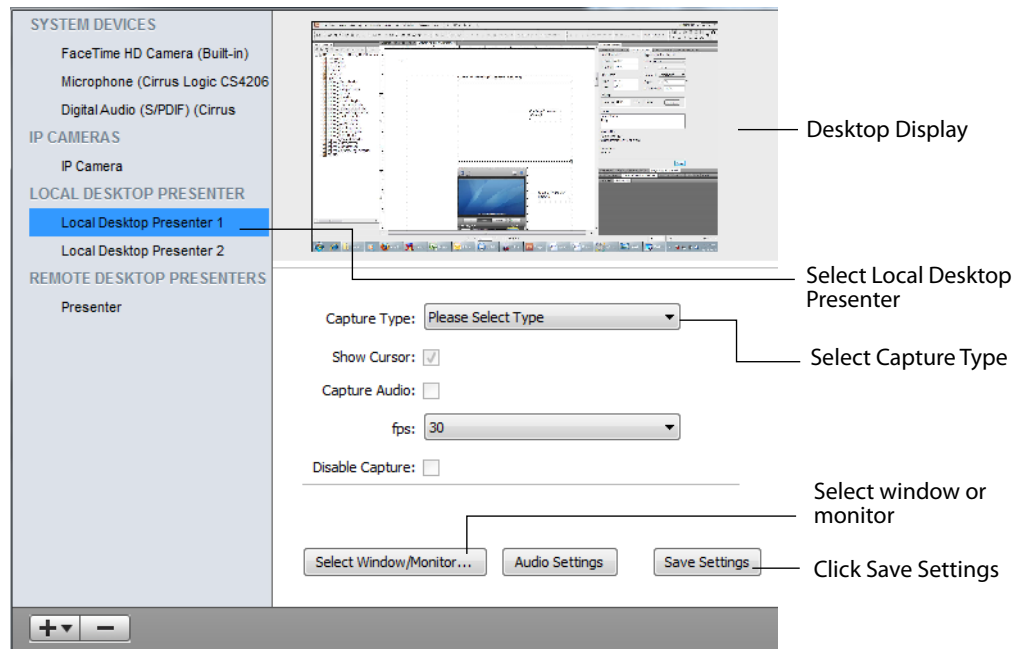 SYSTEM DEVICES
FaceTime HD Camera (Built-in)
Microphone (Cirrus Logic CS4206
Digital Audio (S/PDIF) (Cirrus
IP CAMERAS
IP Camera
LOCAL DESKTOP PRESENTER
Local Desktop Presenter 1
Local Desktop Presenter 2
REMOTE DESKTOP PRESENTERS
Presenter
Desktop Display
Select Local Desktop
Presenter
Capture Type: Please Select Type
Select Capture Type
Show Cursor:
Capture Audio:
fps: 30
Disable Capture:
Select window or
monitor
Select Window/Monitor... Audio Settings Save Settings
Click Save Settings